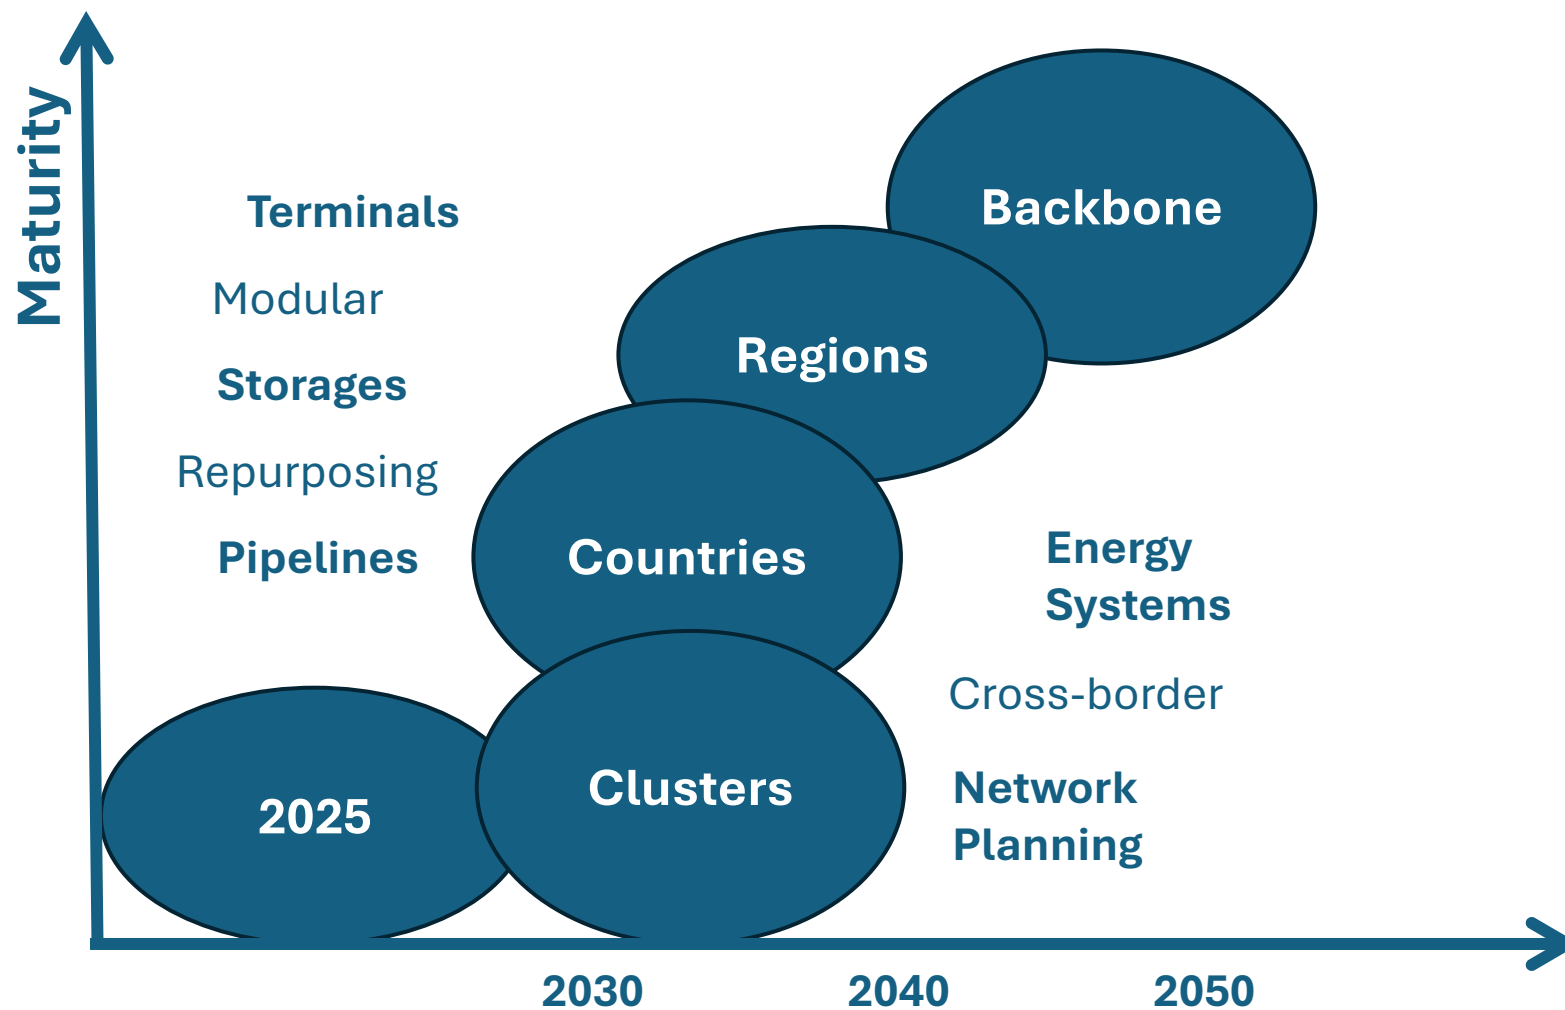 Maturity
Terminals
Modular
Storages
Repurposing
Pipelines
Backbone
Regions
Countries
Clusters
2025
Energy
Systems
Cross-border
Network
Planning
2030
2040
2050